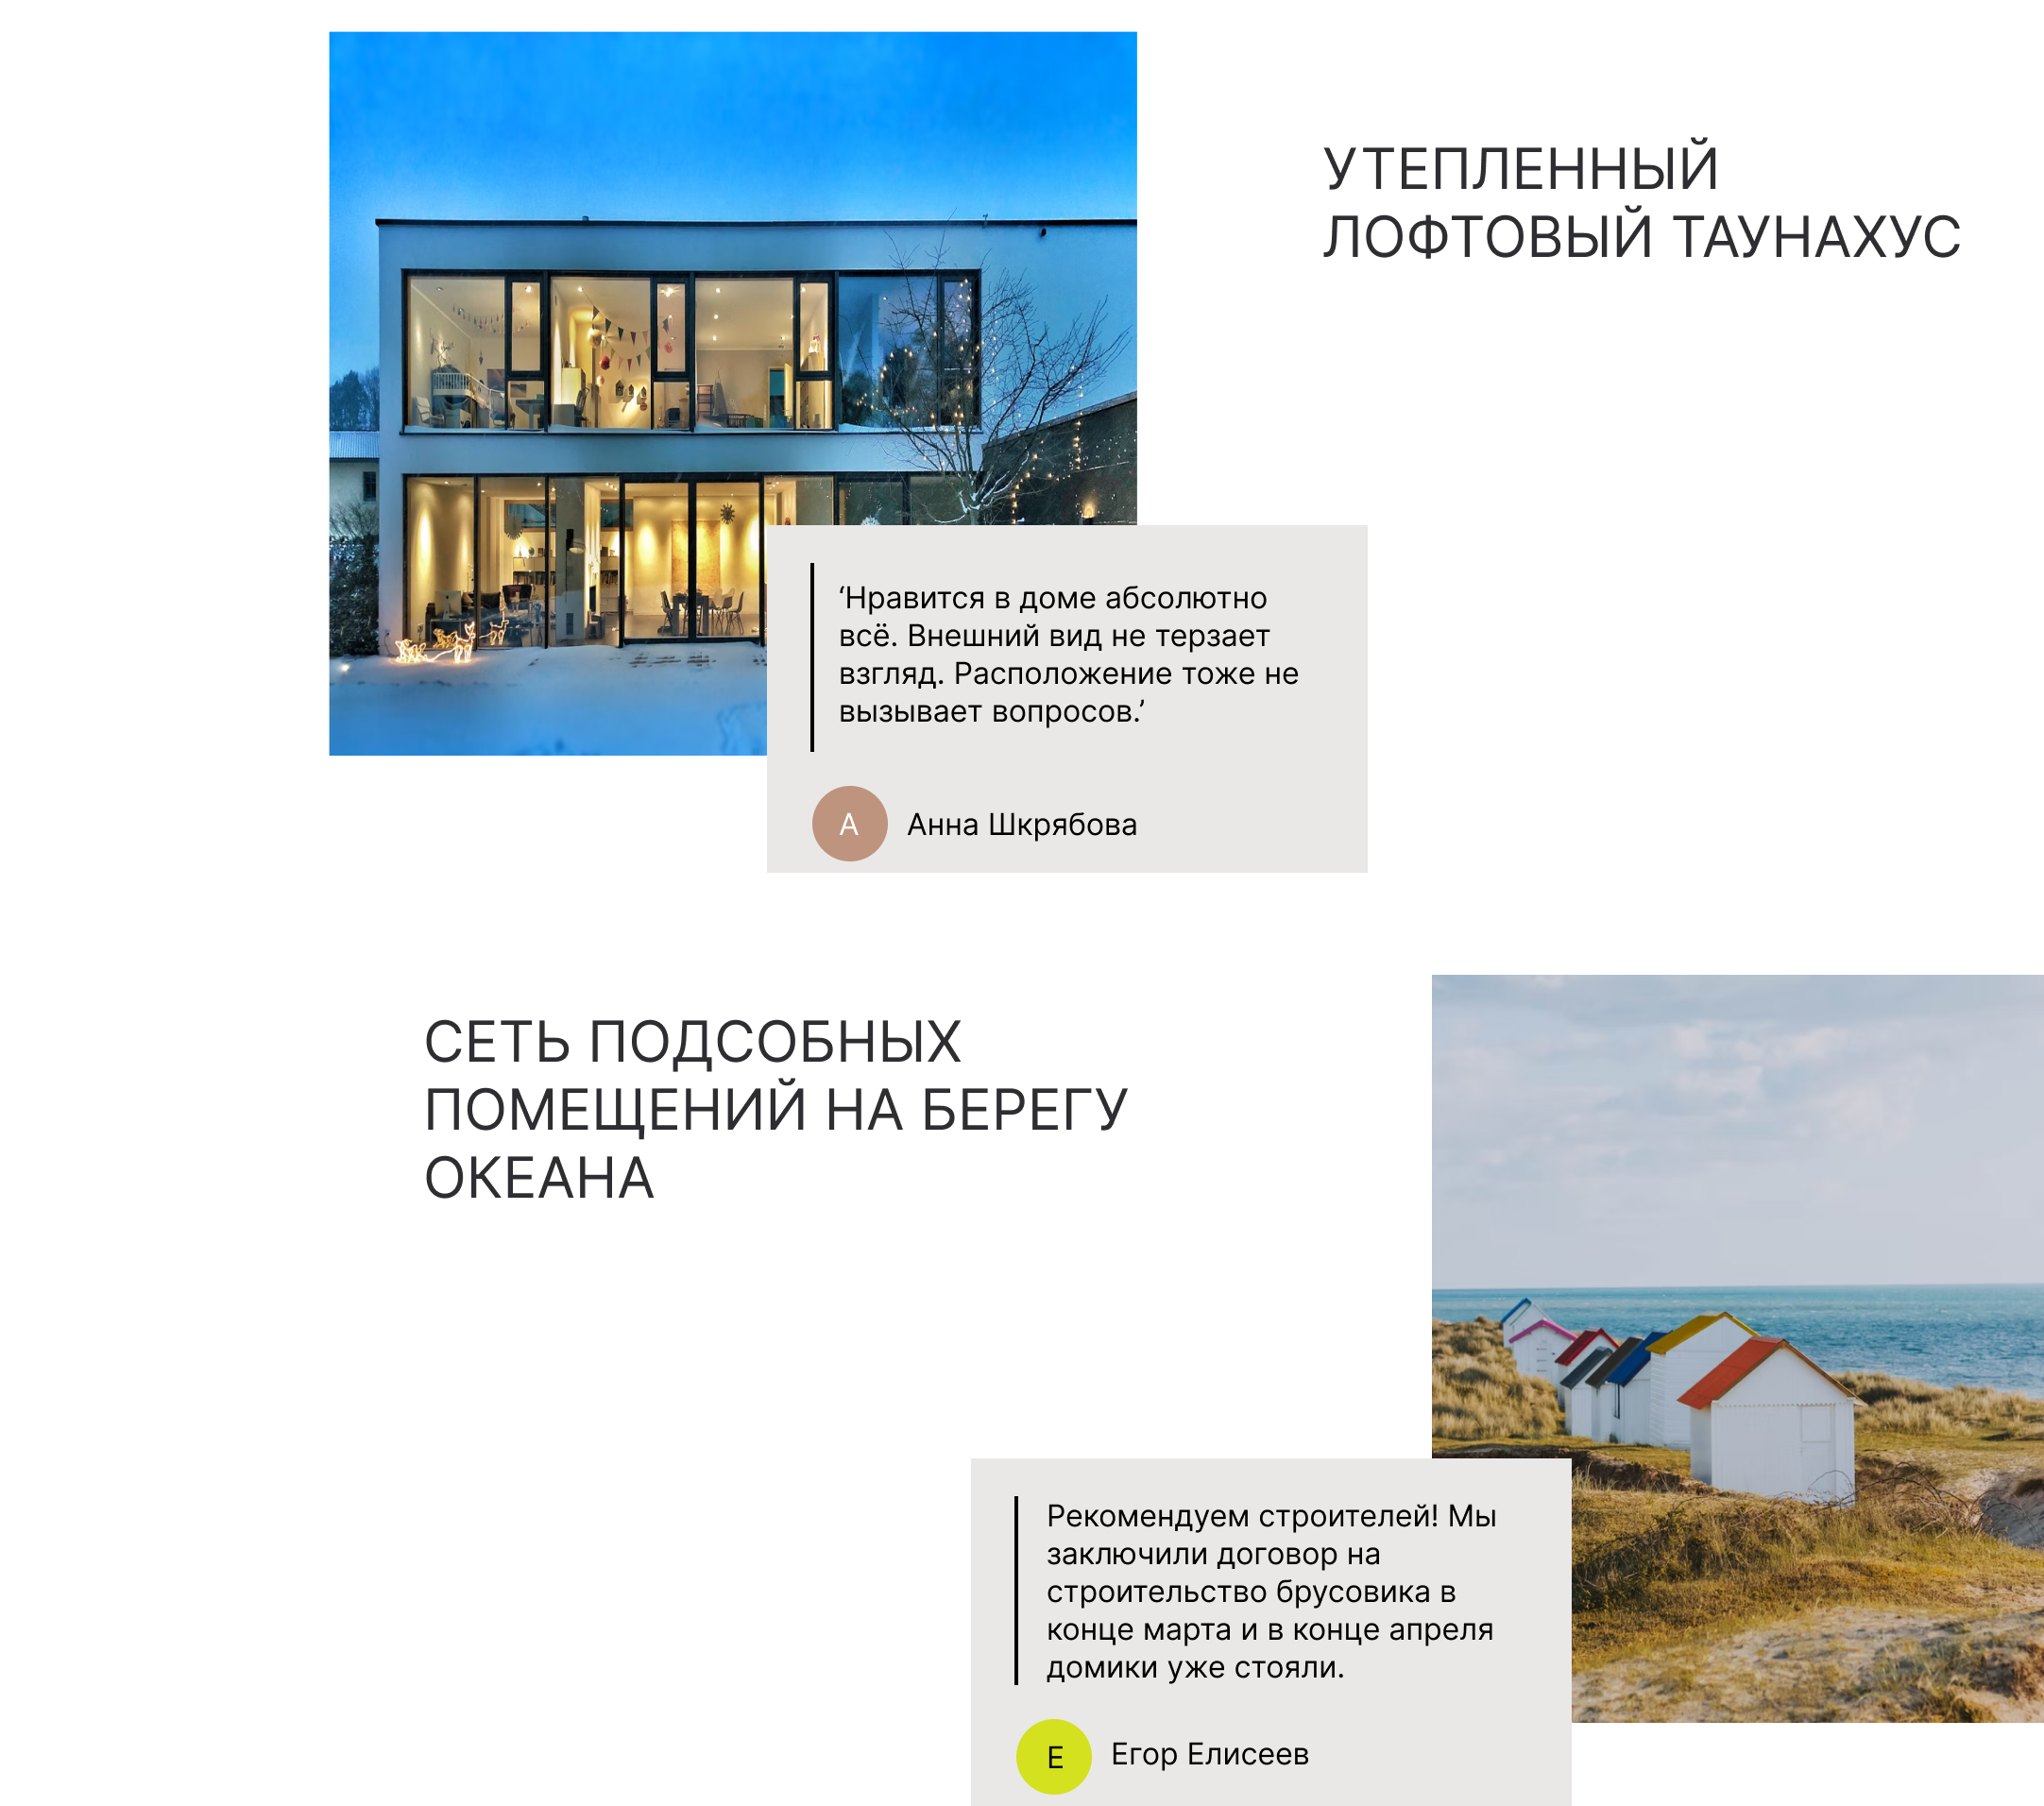 УТЕПЛЕННЫЙ
ЛОФТОВЫЙ ТАУНАХУС
‘Нравится в доме абсолютно
всё. Внешний вид не терзает
взгляд. Расположение тоже не
вызывает вопросов.’
А
Анна Шкрябова
СЕТЬ ПОДСОБНЫХ
ПОМЕЩЕНИЙ НА БЕРЕГУ
ОКЕАНА
Рекомендуем строителей! Мы
заключили договор на
строительство брусовика в
конце марта и в конце апреля
домики уже стояли.
Е
Егор Елисеев